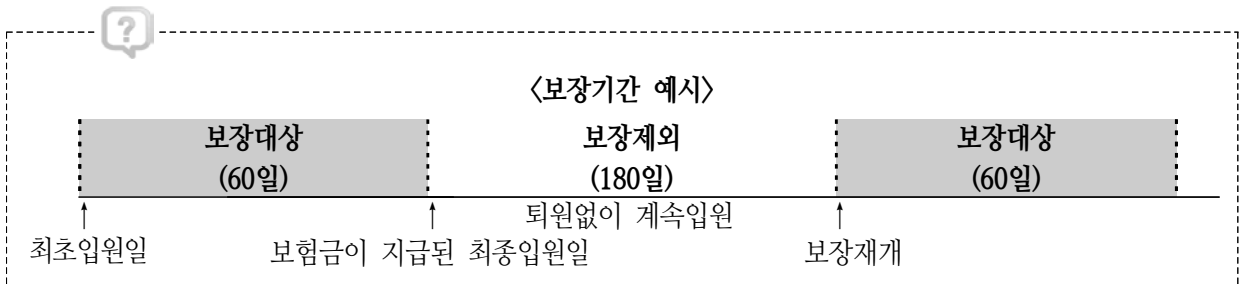 ?
〈보장기간 예시〉
보장대상 보장제외 보장대상
(60일) (180일) (60일)
↑ ↑ 퇴원없이 계속입원 ↑
최초입원일 보험금이 지급된 최종입원일 보장재개